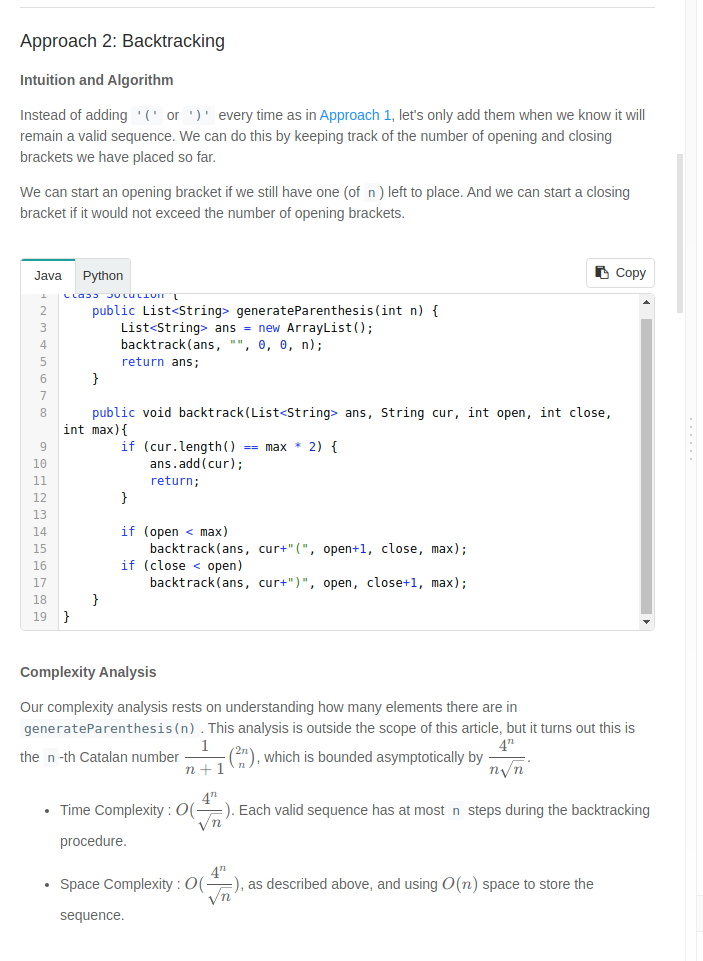 Approach 2: Backtracking
Intuition and Algorithm
Instead of adding '(' or ')' every time as in Approach 1, let's only add them when we know it will
remain a valid sequence. We can do this by keeping track of the number of opening and closing
brackets we have placed so far.
We can start an opening bracket if we still have one (of n ) left to place. And we can start a closing
bracket if it would not exceed the number of opening brackets.
Java Python Copy
1 class Solution {
2 public List<String> generateParenthesis(int n) {
3 List<String> ans = new ArrayList();
4 backtrack(ans, "", 0, 0, n);
5 return ans;
6 }
7
8 public void backtrack(List<String> ans, String cur, int open, int close,
int max){
9 if (cur.length() == max * 2) {
10 ans.add(cur);
11 return;
12 }
13
14 if (open < max)
15 backtrack(ans, cur+"(", open+1, close, max);
16 if (close < open)
17 backtrack(ans, cur+")", open, close+1, max);
18 }
19 }
Complexity Analysis
Our complexity analysis rests on understanding how many elements there are in
generateParenthesis(n) . This analysis is outside the scope of this article, but it turns out this is
the n -th Catalan number \frac{1}{n+1}\binom{2n}{n}, which is bounded asymptotically by \frac{4^n}{n\sqrt{n}}.
• Time Complexity : O(\frac{4^n}{\sqrt{n}}). Each valid sequence has at most n steps during the backtracking
procedure.
• Space Complexity : O(\frac{4^n}{\sqrt{n}}), as described above, and using O(n) space to store the
sequence.